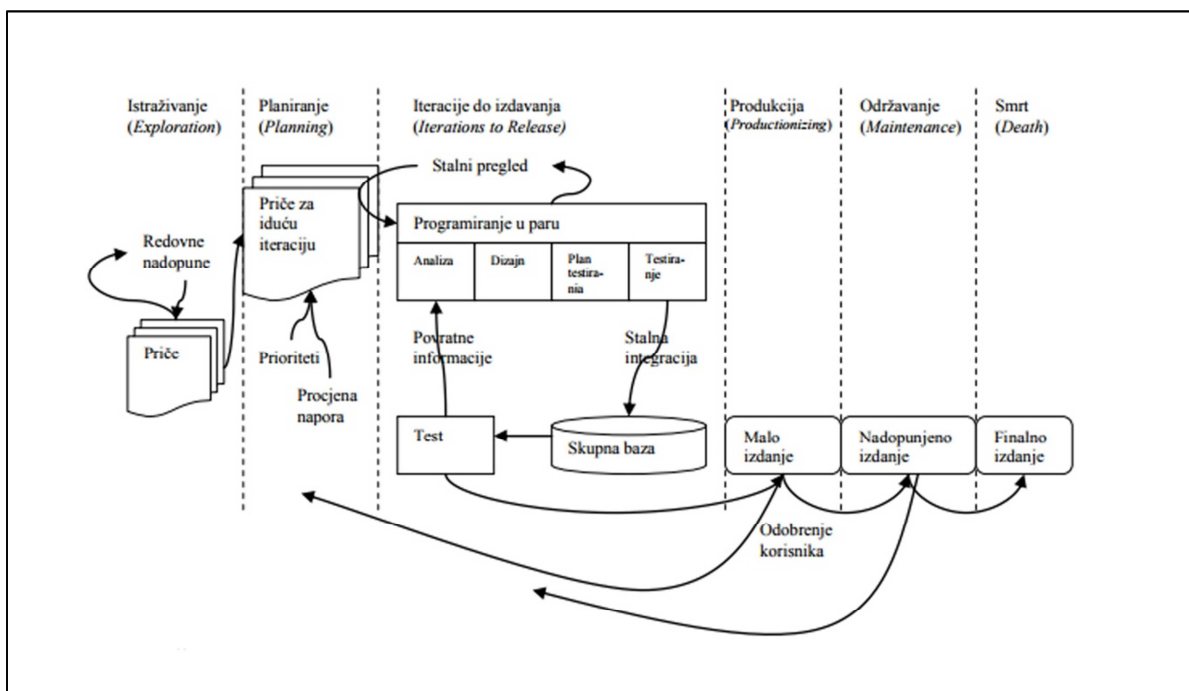 Istraživanje
(Exploration)
Planiranje
(Planning)
Iteracije do izdavanja
(Iterations to Release)
Produkcija
(Productionizing)
Održavanje
(Maintenance)
Smrt
(Death)
Stalni pregled
Priče za
iduću
iteraciju
Programiranje u paru
Redovne
nadopune
Analiza
Dizajn
Plan
testira-
nia
Testira-
nje
Priče
Prioriteti
Procjena
napora
Povratne
informacije
Stalna
integracija
Test
Skupna baza
Malo
izdanje
Nadopunjeno
izdanje
Finalno
izdanje
Odobrenje
korisnika